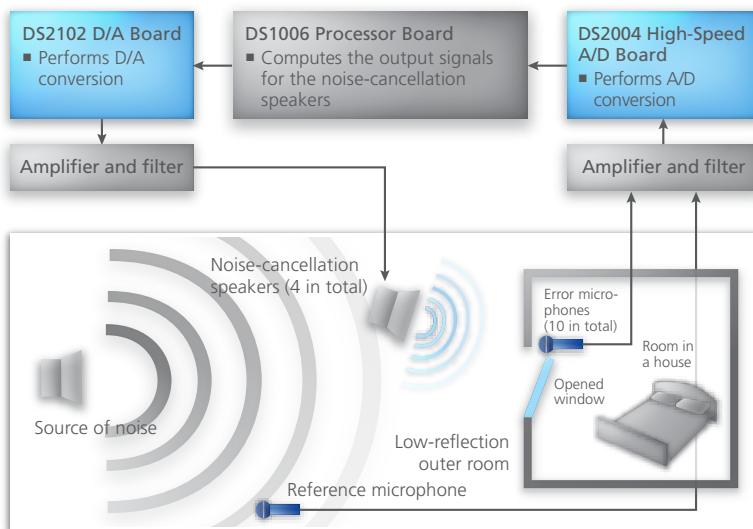 DS2102 D/A Board
■ Performs D/A
conversion
DS1006 Processor Board
■ Computes the output signals
for the noise-cancellation
speakers
DS2004 High-Speed
A/D Board
■ Performs A/D
conversion
Amplifier and filter
Amplifier and filter
Noise-cancellation
speakers (4 in total)
Error micro-
phones
(10 in total)
Room in
a house
Opened
window
Source of noise
Low-reflection
outer room
Reference microphone